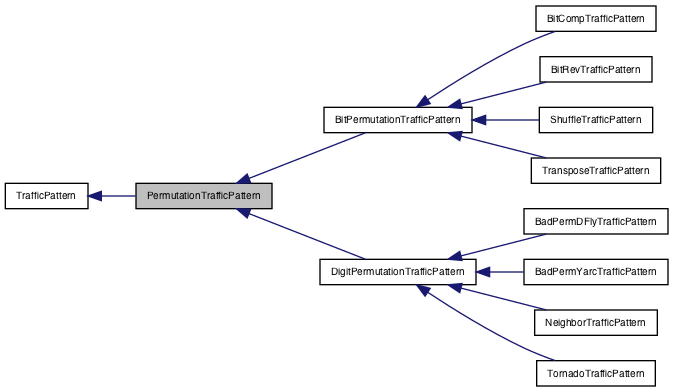 BitCompTrafficPattern
BitRevTrafficPattern
BitPermutationTrafficPattern
ShuffleTrafficPattern
TransposeTrafficPattern
TrafficPattern
PermutationTrafficPattern
BadPermDFlyTrafficPattern
DigitPermutationTrafficPattern
BadPermYarcTrafficPattern
NeighborTrafficPattern
TornadoTrafficPattern